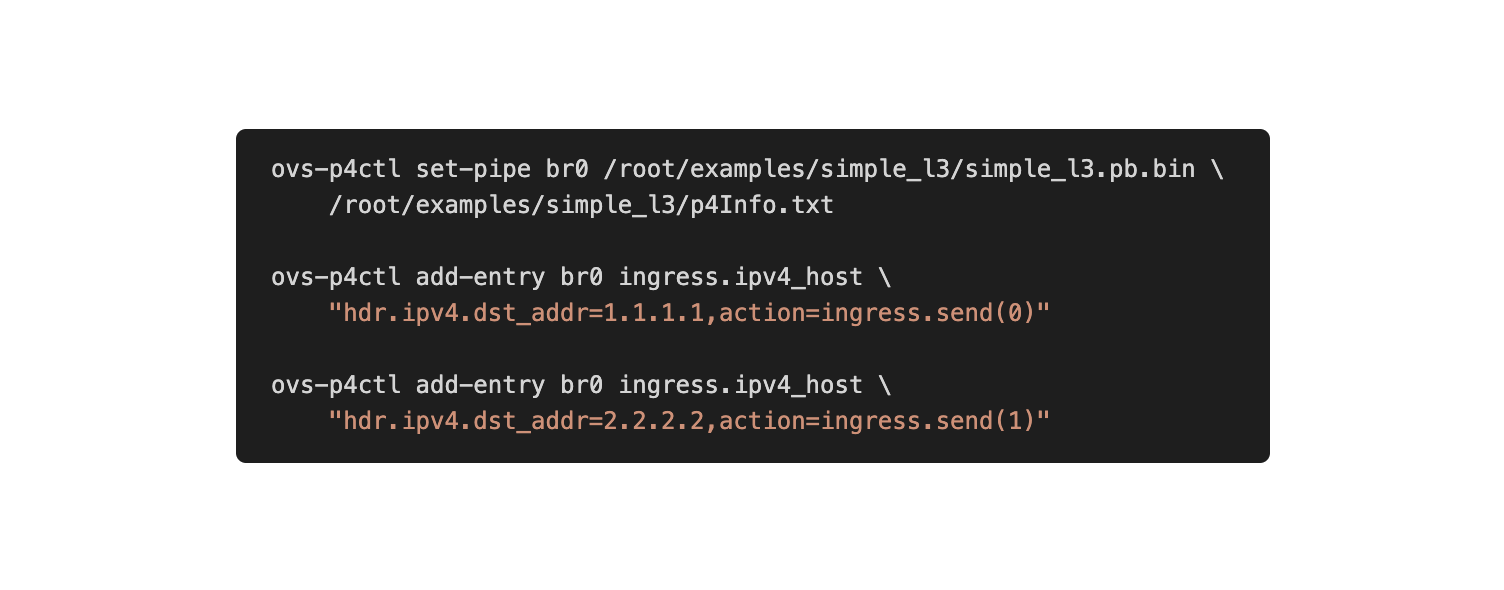 ovs-p4ctl set-pipe br0 /root/examples/simple_l3/simple_l3.pb.bin \
/root/examples/simple_l3/p4Info.txt
ovs-p4ctl add-entry br0 ingress.ipv4_host \
"hdr.ipv4.dst_addr=1.1.1.1,action=ingress.send(0)"
ovs-p4ctl add-entry br0 ingress.ipv4_host \
"hdr.ipv4.dst_addr=2.2.2.2,action=ingress.send(1)"